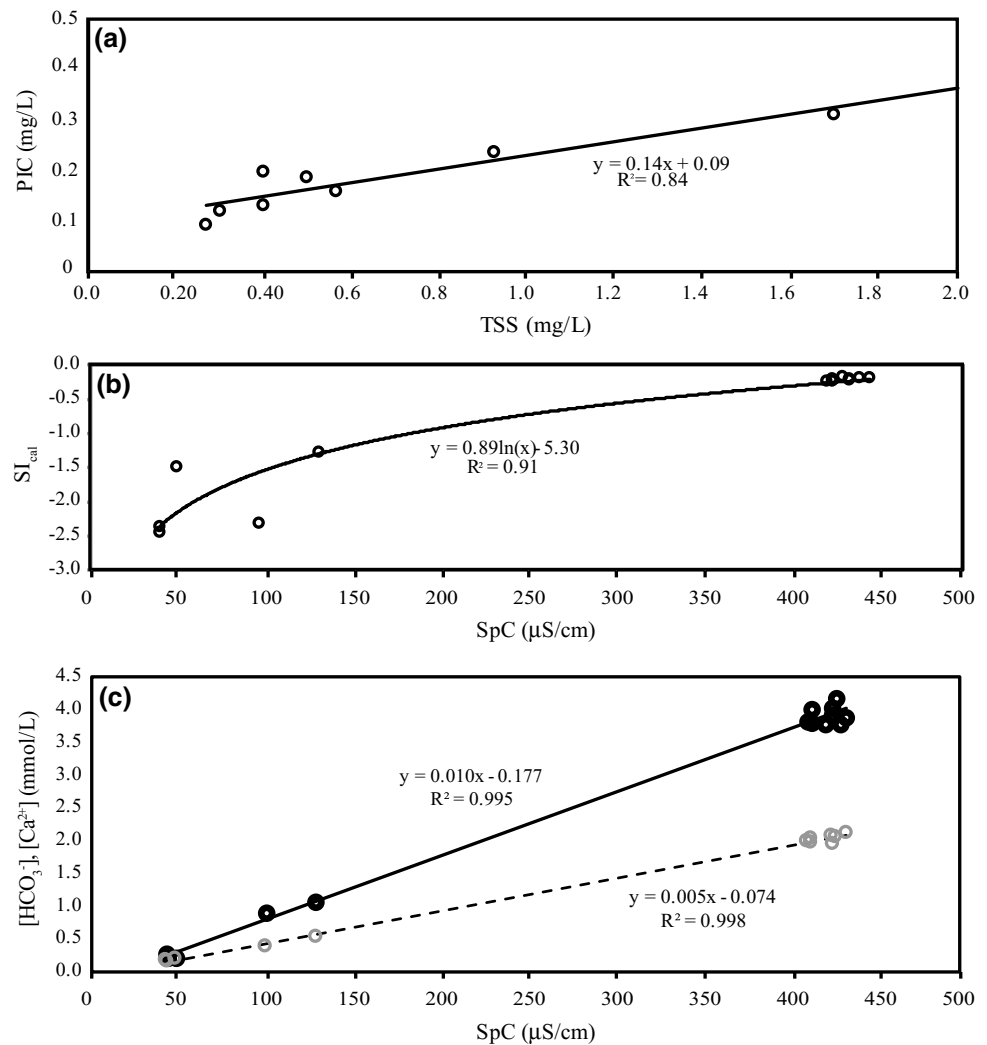 (a)
0.5
0.4
0.3
0.2
0.1
0
PIC (mg/L)
y = 0.14x + 0.09
R²= 0.84
0.0 0.20 0.40 0.6 0.8 1.0 1.2 1.4 1.6 1.8 2.0
TSS (mg/L)
(b)
0.0
-0.5
-1.0
-1.5
-2.0
-2.5
-3.0
SIcal
y = 0.89ln(x)-5.30
R² = 0.91
0 50 100 150 200 250 300 350 400 450 500
SpC (µS/cm)
(c)
4.5
4.0
3.5
3.0
2.5
2.0
1.5
1.0
0.5
0.0
[HCO₃⁻], [Ca²⁺] (mmol/L)
y = 0.010x - 0.177
R² = 0.995
y = 0.005x - 0.074
R² = 0.998
0 50 100 150 200 250 300 350 400 450 500
SpC (µS/cm)